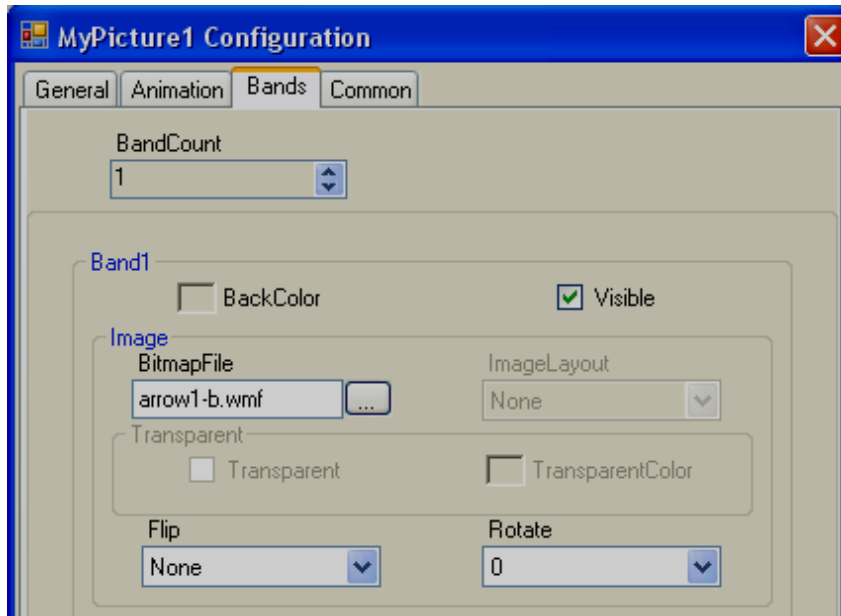 MyPicture1 Configuration
General Animation Bands Common
BandCount
1
Band1
BackColor Visible
Image
BitmapFile ImageLayout
arrow1-b.wmf ... None
Transparent
Transparent TransparentColor
Flip Rotate
None 0